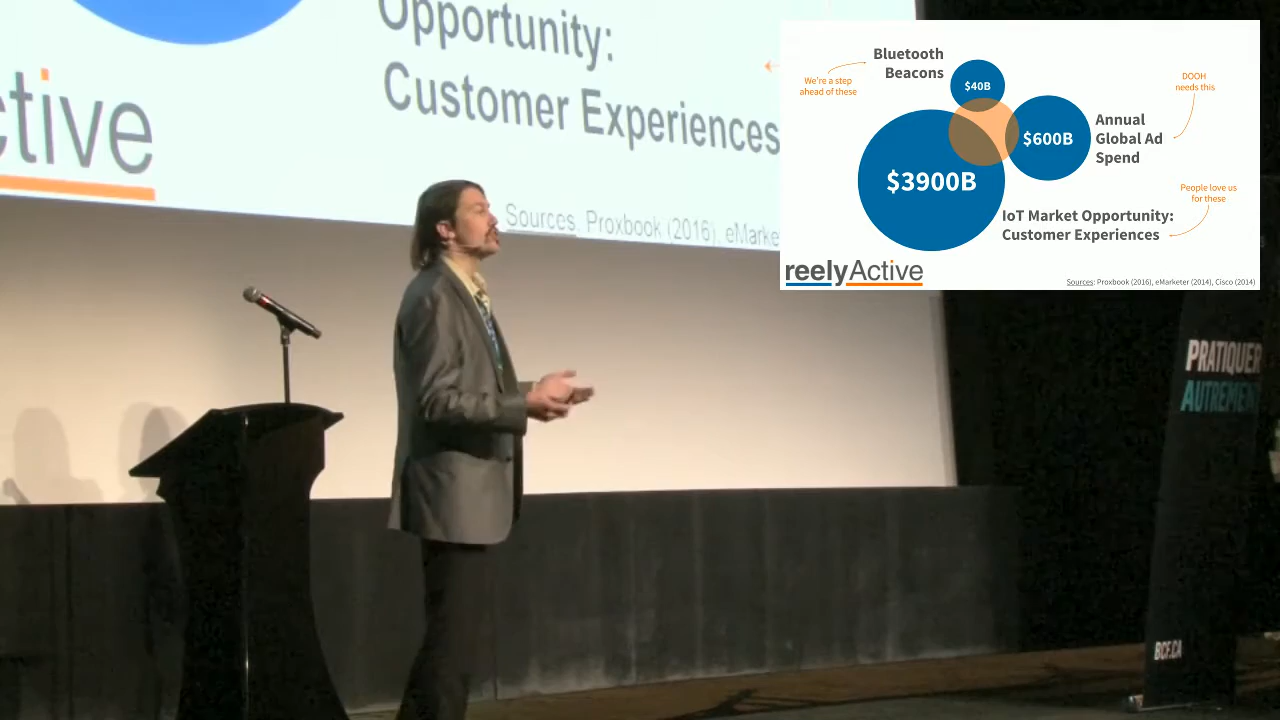 Opportunity:
Customer Experiences
ctive
Sources: Proxbook (2016), eMarke
Bluetooth
Beacons
We're a step
ahead of these
$40B
DOOH
needs this
$600B
Annual
Global Ad
Spend
$3900B
People love us
for these
IoT Market Opportunity:
Customer Experiences
reelyActive
Sources: Proxbook (2016), eMarketer (2014), Cisco (2014)
PRATIQUER
AUTREMENT
BCF.CA